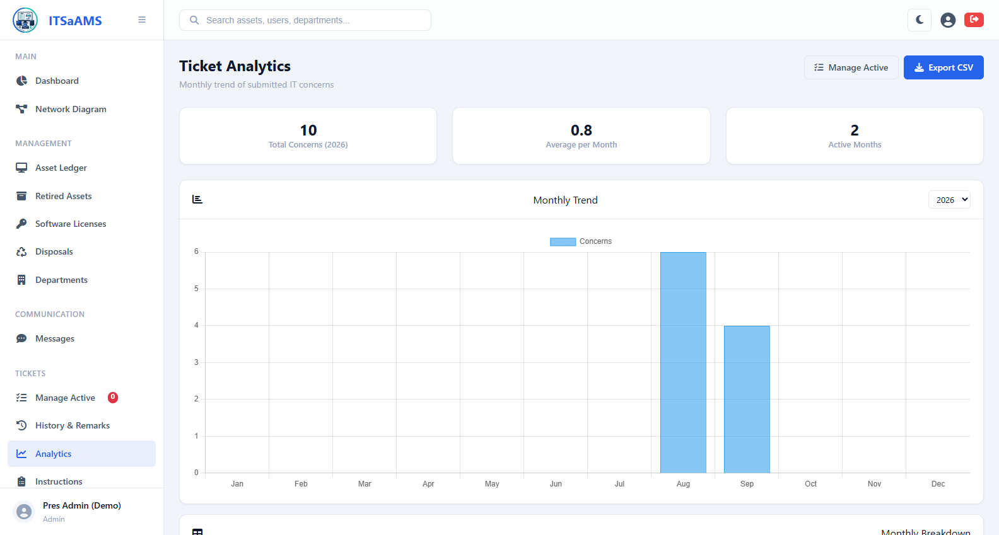 ITSaAMS
Search assets, users, departments...
MAIN
Dashboard
Network Diagram
MANAGEMENT
Asset Ledger
Retired Assets
Software Licenses
Disposals
Departments
COMMUNICATION
Messages
TICKETS
Manage Active 0
History & Remarks
Analytics
Instructions
Pres Admin (Demo)
Admin
Ticket Analytics
Monthly trend of submitted IT concerns
Manage Active
Export CSV
10
Total Concerns (2026)
0.8
Average per Month
2
Active Months
Monthly Trend
2026
Concerns
6
5
4
3
2
1
0
Jan Feb Mar Apr May Jun Jul Aug Sep Oct Nov Dec
Monthly Breakdown